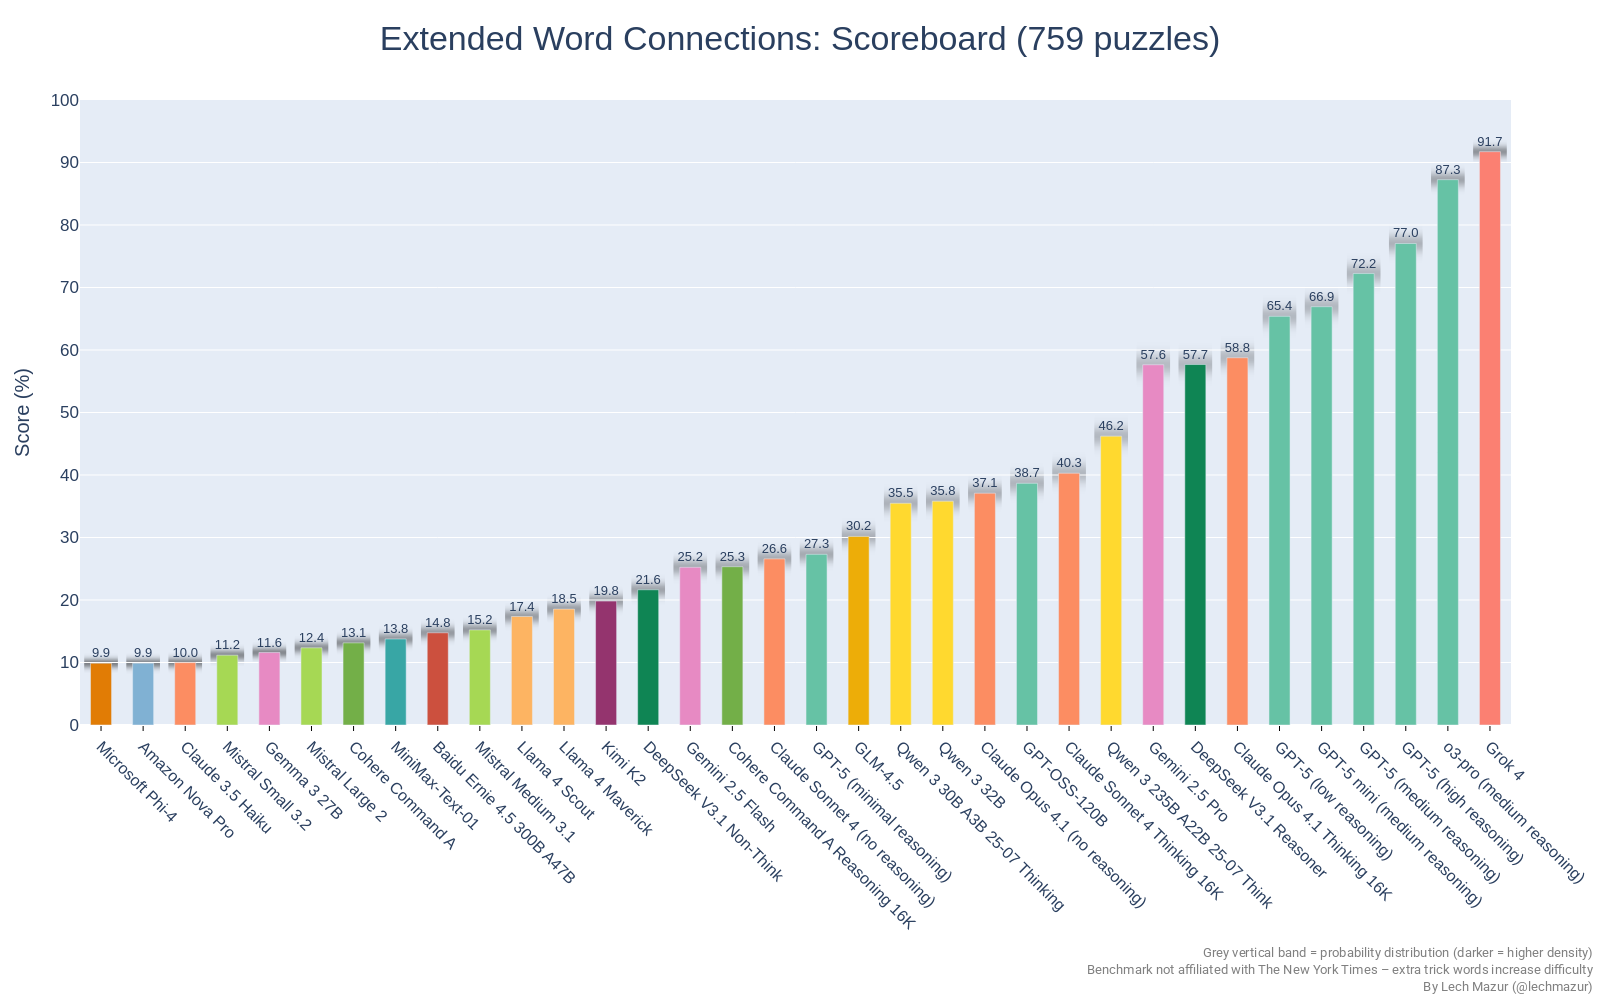 Extended Word Connections: Scoreboard (759 puzzles)
Score (%)
100
90
80
70
60
50
40
30
20
10
0
9.9
9.9
10.0
11.2
11.6
12.4
13.1
13.8
14.8
15.2
17.4
18.5
19.8
21.6
25.2
25.3
26.6
27.3
30.2
35.5
35.8
37.1
38.7
40.3
46.2
57.6
57.7
58.8
65.4
66.9
72.2
77.0
87.3
91.7
Microsoft Phi-4
Amazon Nova Pro
Claude 3.5 Haiku
Mistral Small 3.2
Gemma 3 27B
Mistral Large 2
Cohere Command A
MiniMax-Text-01
Baidu Ernie 4.5 300B A47B
Mistral Medium 3.1
Llama 4 Scout
Llama 4 Maverick
Kimi K2
DeepSeek V3.1 Non-Think
Gemini 2.5 Flash
Cohere Command A Reasoning 16K
Claude Sonnet 4 (no reasoning)
GPT-5 (minimal reasoning)
GLM-4.5
Qwen 3 30B A3B 25-07 Thinking
Qwen 3 32B
Claude Opus 4.1 (no reasoning)
GPT-OSS-120B
Claude Sonnet 4 Thinking 16K
Qwen 3 235B A22B 25-07 Think
Gemini 2.5 Pro
DeepSeek V3.1 Reasoner
Claude Opus 4.1 Thinking 16K
GPT-5 (low reasoning)
GPT-5 mini (medium reasoning)
GPT-5 (medium reasoning)
GPT-5 (high reasoning)
o3-pro (medium reasoning)
Grok 4
Grey vertical band = probability distribution (darker = higher density)
Benchmark not affiliated with The New York Times – extra trick words increase difficulty
By Lech Mazur (@lechmazur)